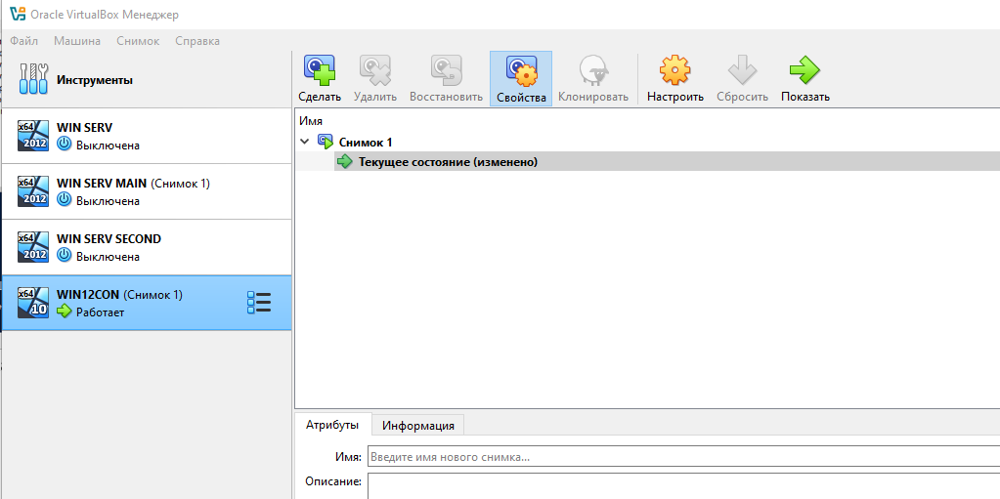 Oracle VirtualBox Менеджер
Файл Машина Снимок Справка
Инструменты
Сделать Удалить Восстановить Свойства Клонировать Настроить Сбросить Показать
x64 2012 WIN SERV
Выключена
x64 2012 WIN SERV MAIN (Снимок 1)
Выключена
x64 2012 WIN SERV SECOND
Выключена
x64 10 WIN12CON (Снимок 1)
Работает
Имя
Снимок 1
Текущее состояние (изменено)
Атрибуты Информация
Имя: Введите имя нового снимка...
Описание: